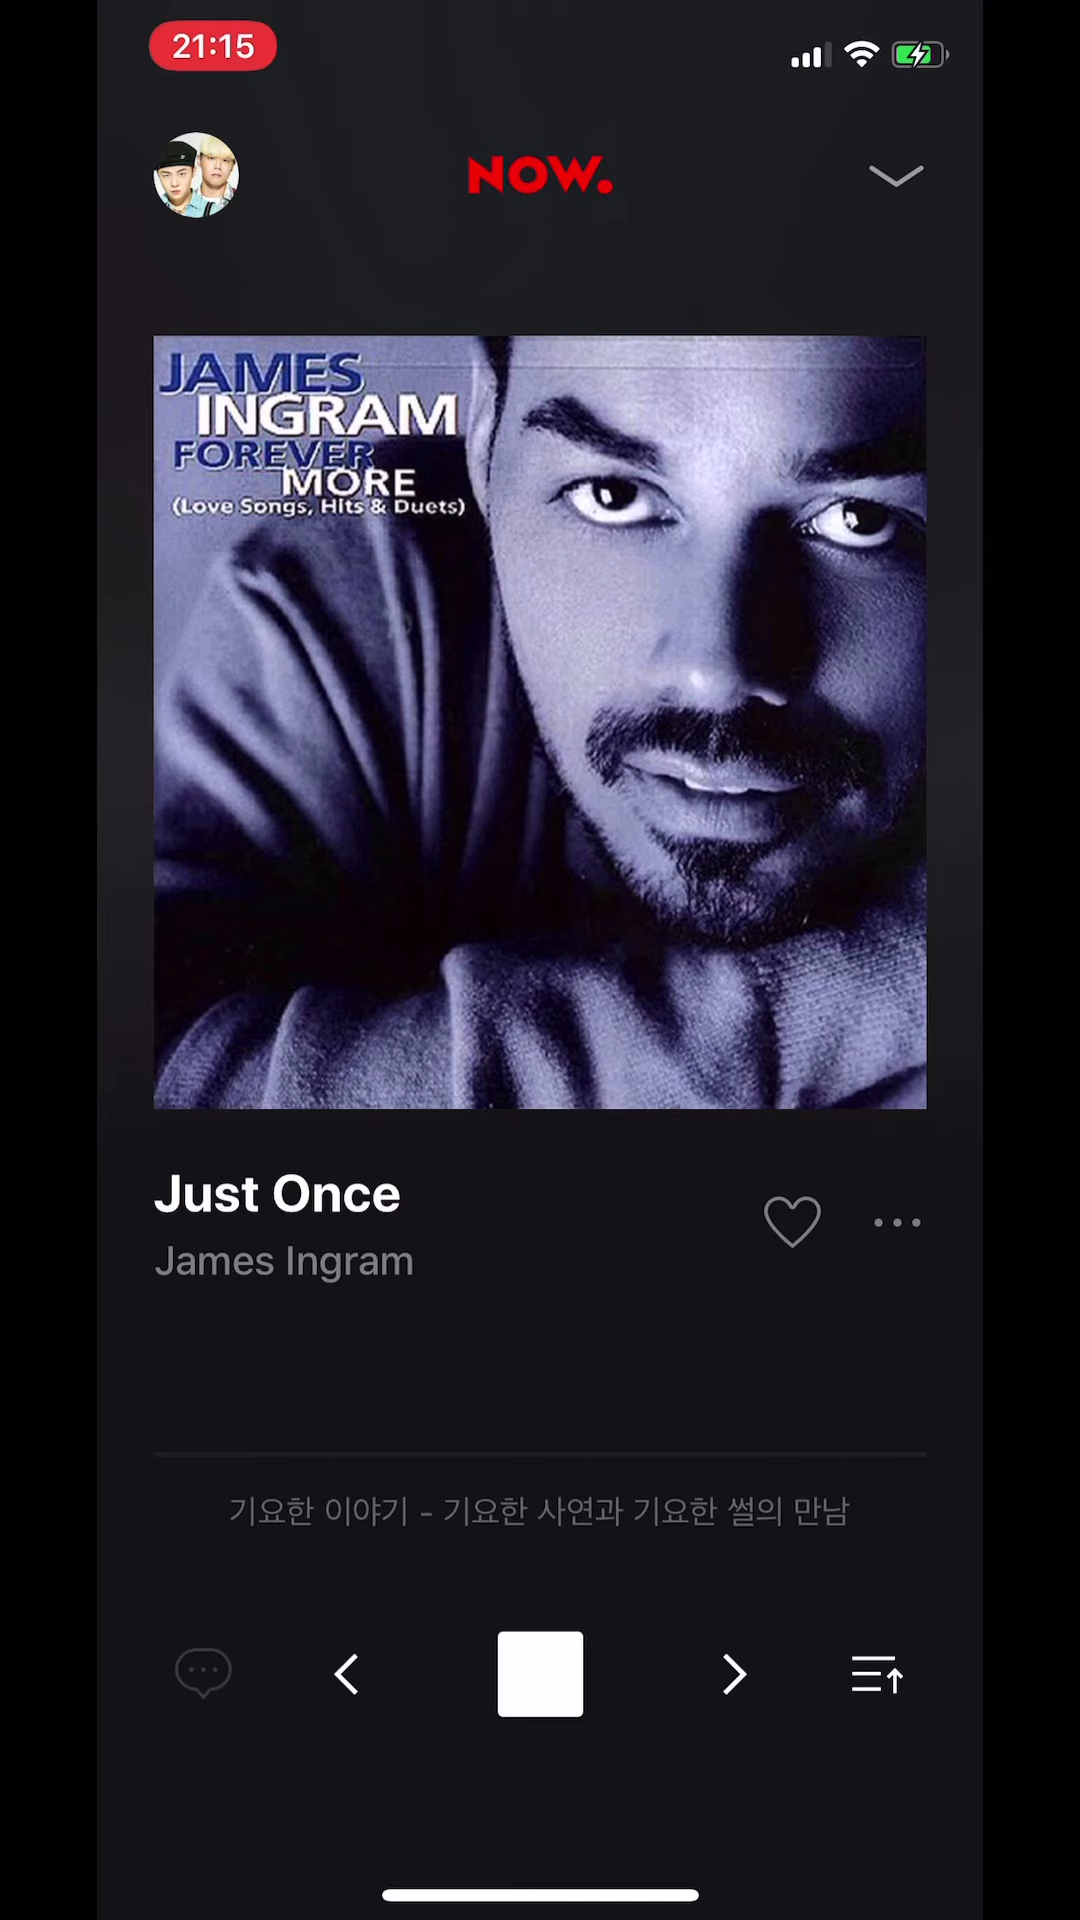 21:15
NOW.
JAMES
INGRAM
FOREVER
MORE
(Love Songs, Hits & Duets)
Just Once
James Ingram
기요한 이야기 - 기요한 사연과 기요한 썰의 만남